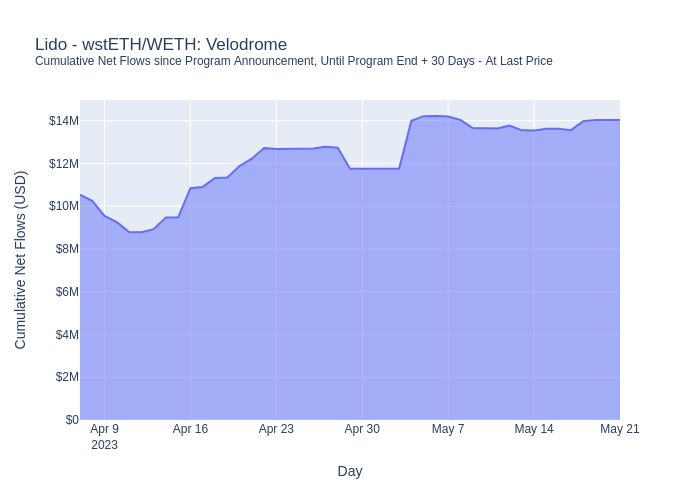 Lido - wstETH/WETH: Velodrome
Cumulative Net Flows since Program Announcement, Until Program End + 30 Days - At Last Price
Cumulative Net Flows (USD)
$14M
$12M
$10M
$8M
$6M
$4M
$2M
$0
Apr 9 Apr 16 Apr 23 Apr 30 May 7 May 14 May 21
2023
Day